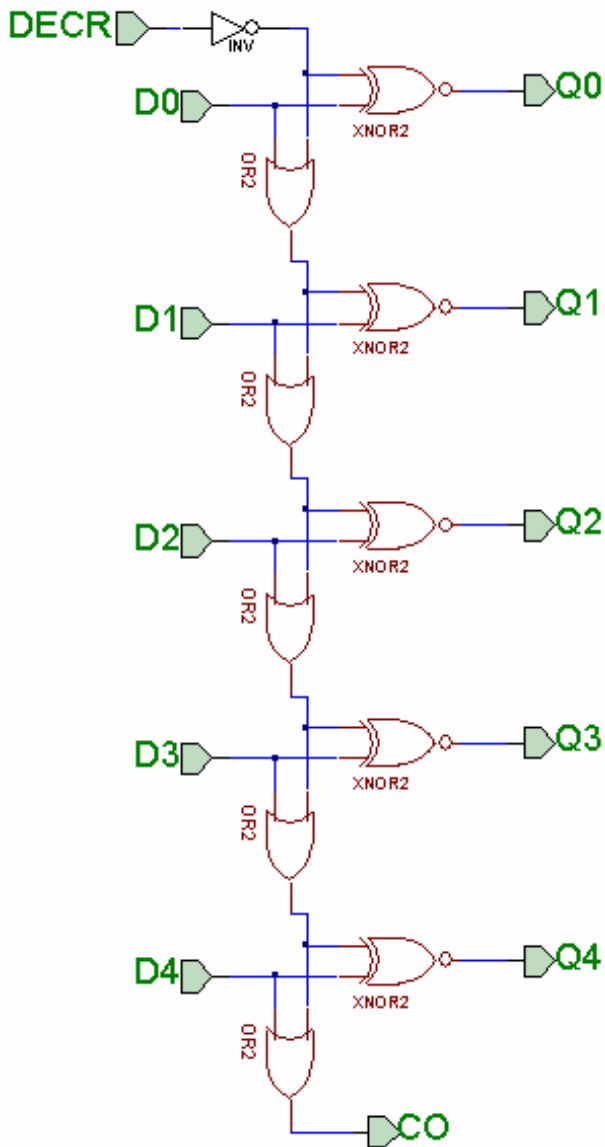 DECR
INV
D0
Q0
XNOR2
OR2
D1
Q1
XNOR2
OR2
D2
Q2
XNOR2
OR2
D3
Q3
XNOR2
OR2
D4
Q4
XNOR2
OR2
CO